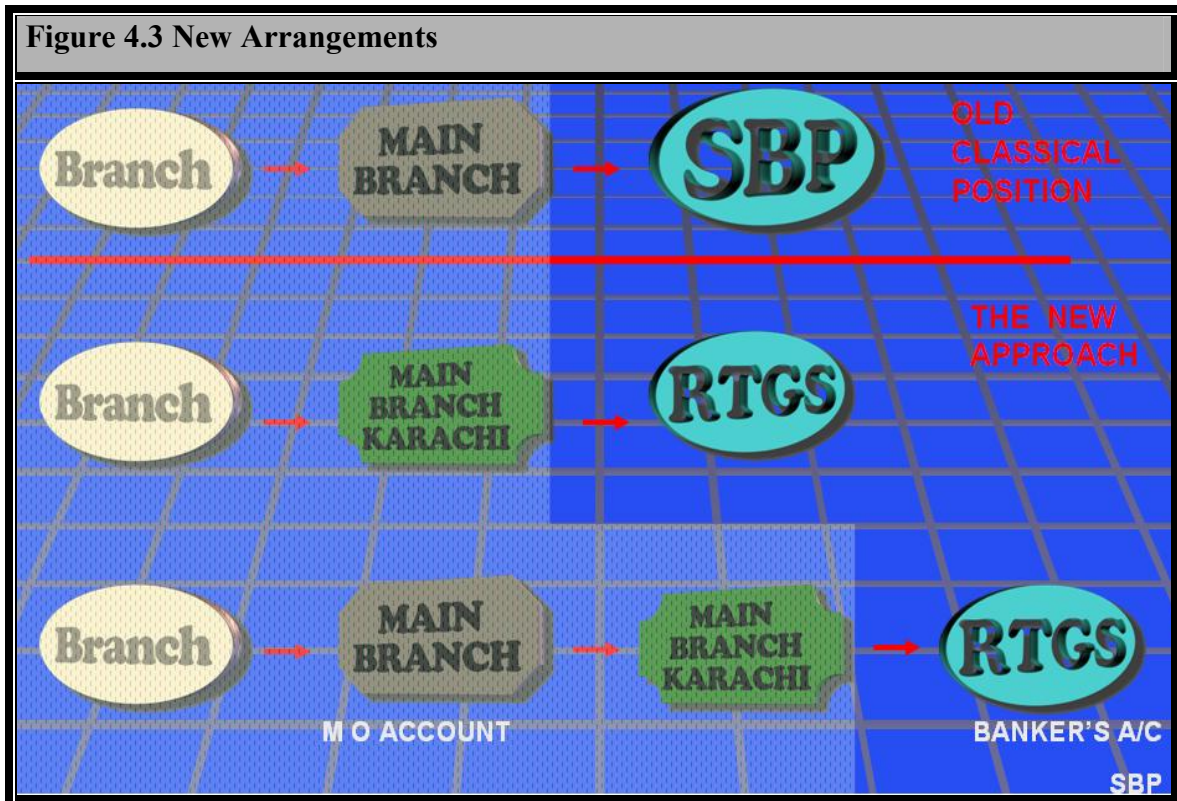 Figure 4.3 New Arrangements
Branch
MAIN
BRANCH
SBP
OLD
CLASSICAL
POSITION
Branch
MAIN
BRANCH
KARACHI
RTGS
THE NEW
APPROACH
Branch
MAIN
BRANCH
MAIN
BRANCH
KARACHI
RTGS
M O ACCOUNT
BANKER'S A/C
SBP